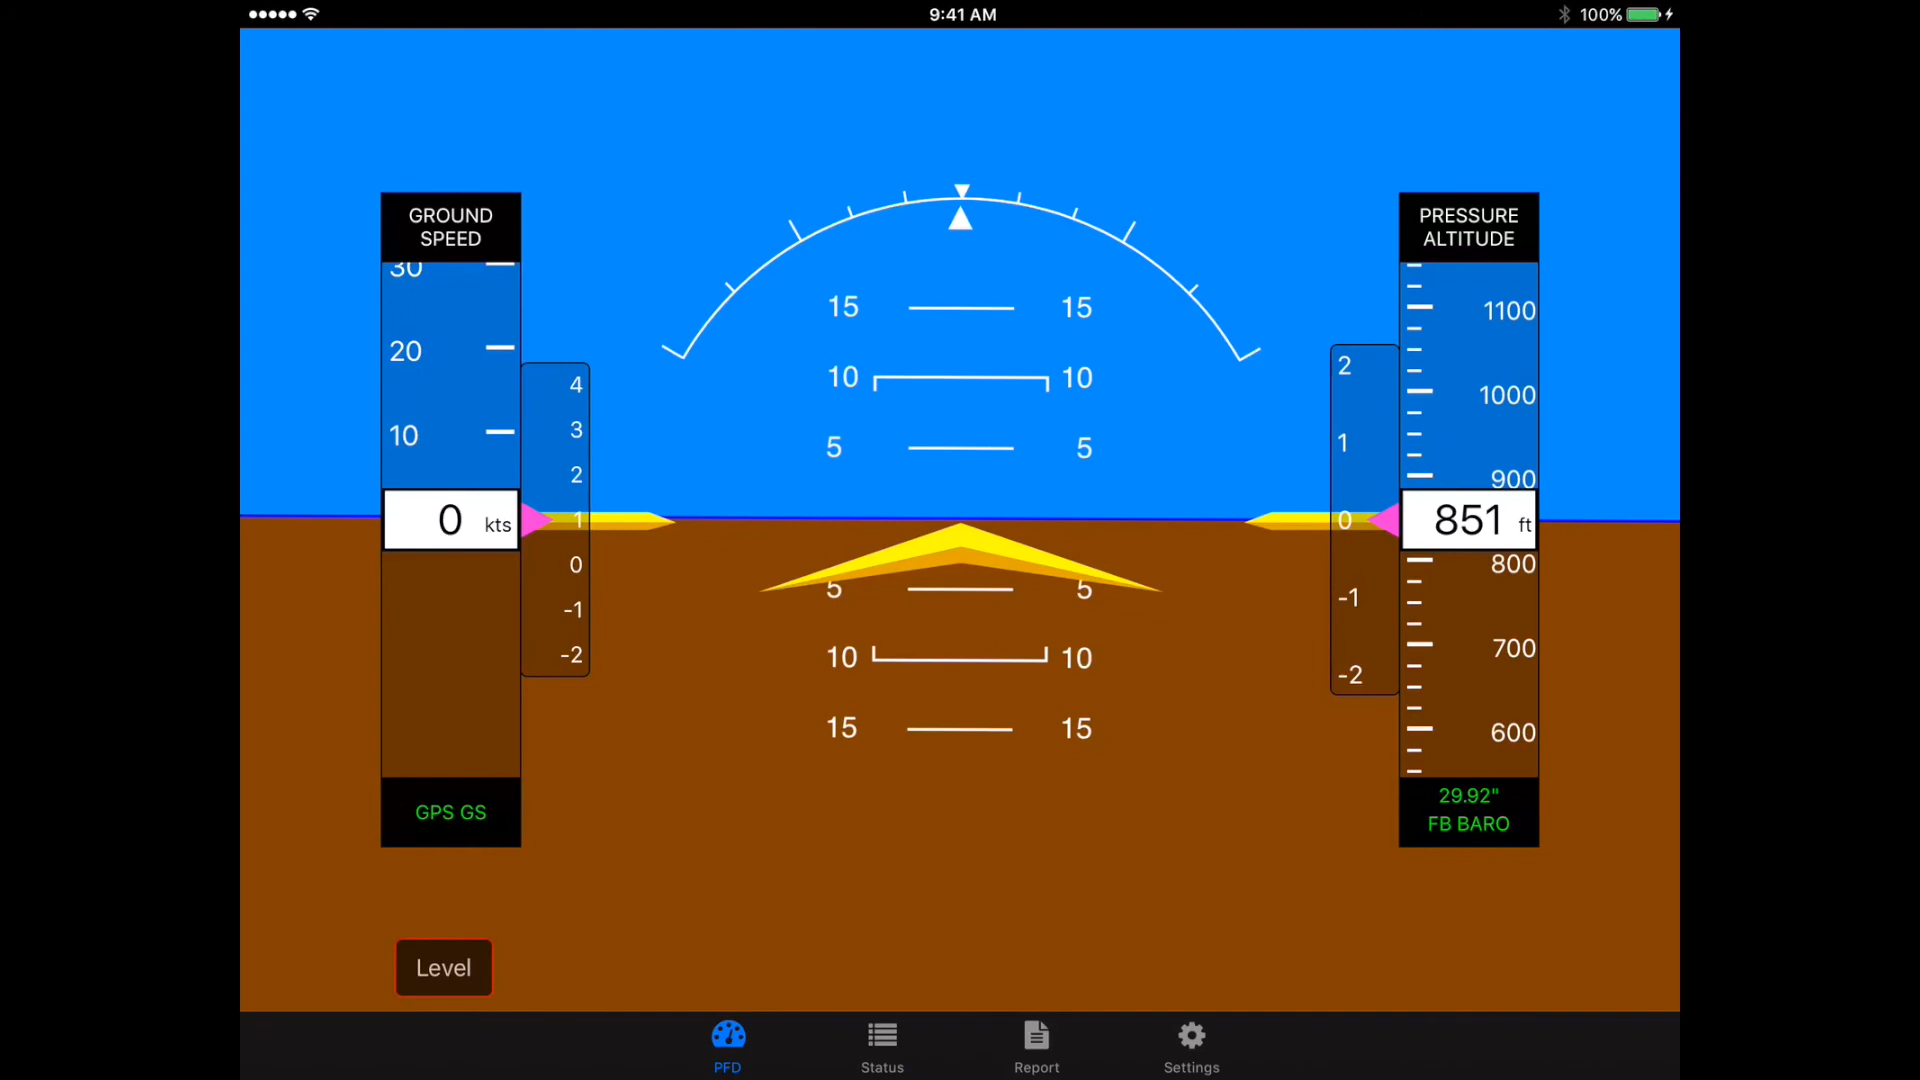 9:41 AM
100%
GROUND
SPEED
30
20
10
0 kts
GPS GS
4
3
2
1
0
-1
-2
15 15
10 10
5 5
5 5
10 10
15 15
2
1
0
-1
-2
PRESSURE
ALTITUDE
1100
1000
900
851 ft
800
700
600
29.92"
FB BARO
Level
PFD
Status
Report
Settings